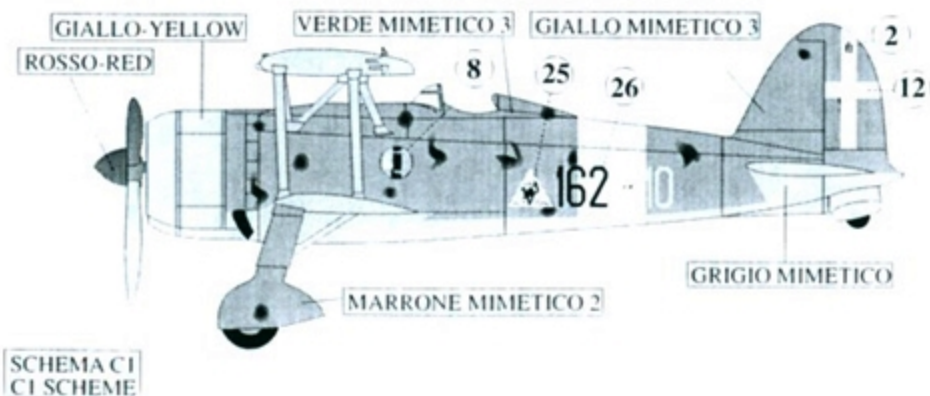 GIALLO-YELLOW
VERDE MIMETICO 3
GIALLO MIMETICO 3
2
ROSSO-RED
8
25
26
12
162
10
GRIGIO MIMETICO
MARRONE MIMETICO 2
SCHEMA C1
C1 SCHEME